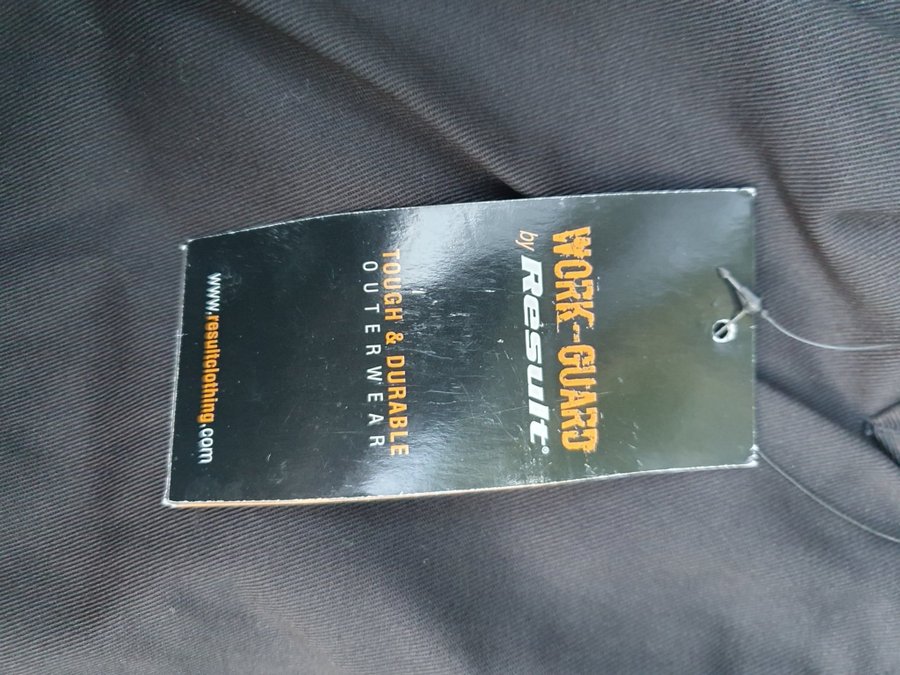 WORK-GUARD
by Result®
TOUGH & DURABLE
OUTERWEAR
www.resultclothing.com